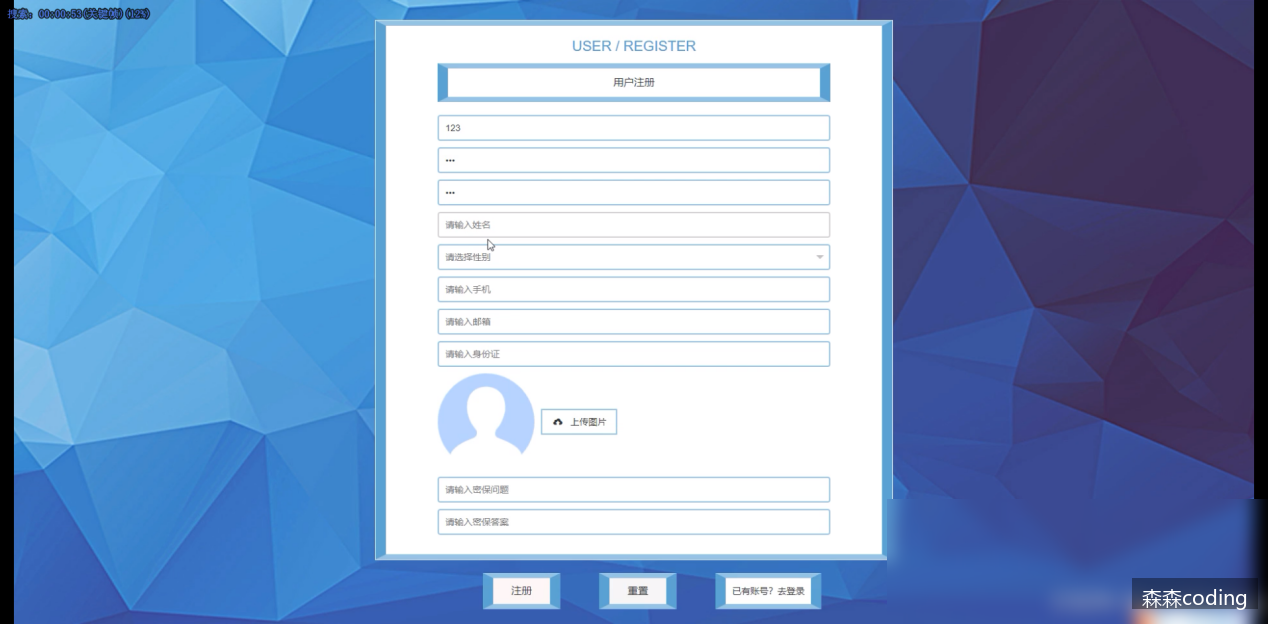 搜索: 00:00:53(关键帧)(12%)
USER / REGISTER
用户注册
123
•••
•••
请输入姓名
请选择性别
请输入手机
请输入邮箱
请输入身份证
上传图片
请输入密保问题
请输入密保答案
注册
重置
已有账号？去登录
森森coding